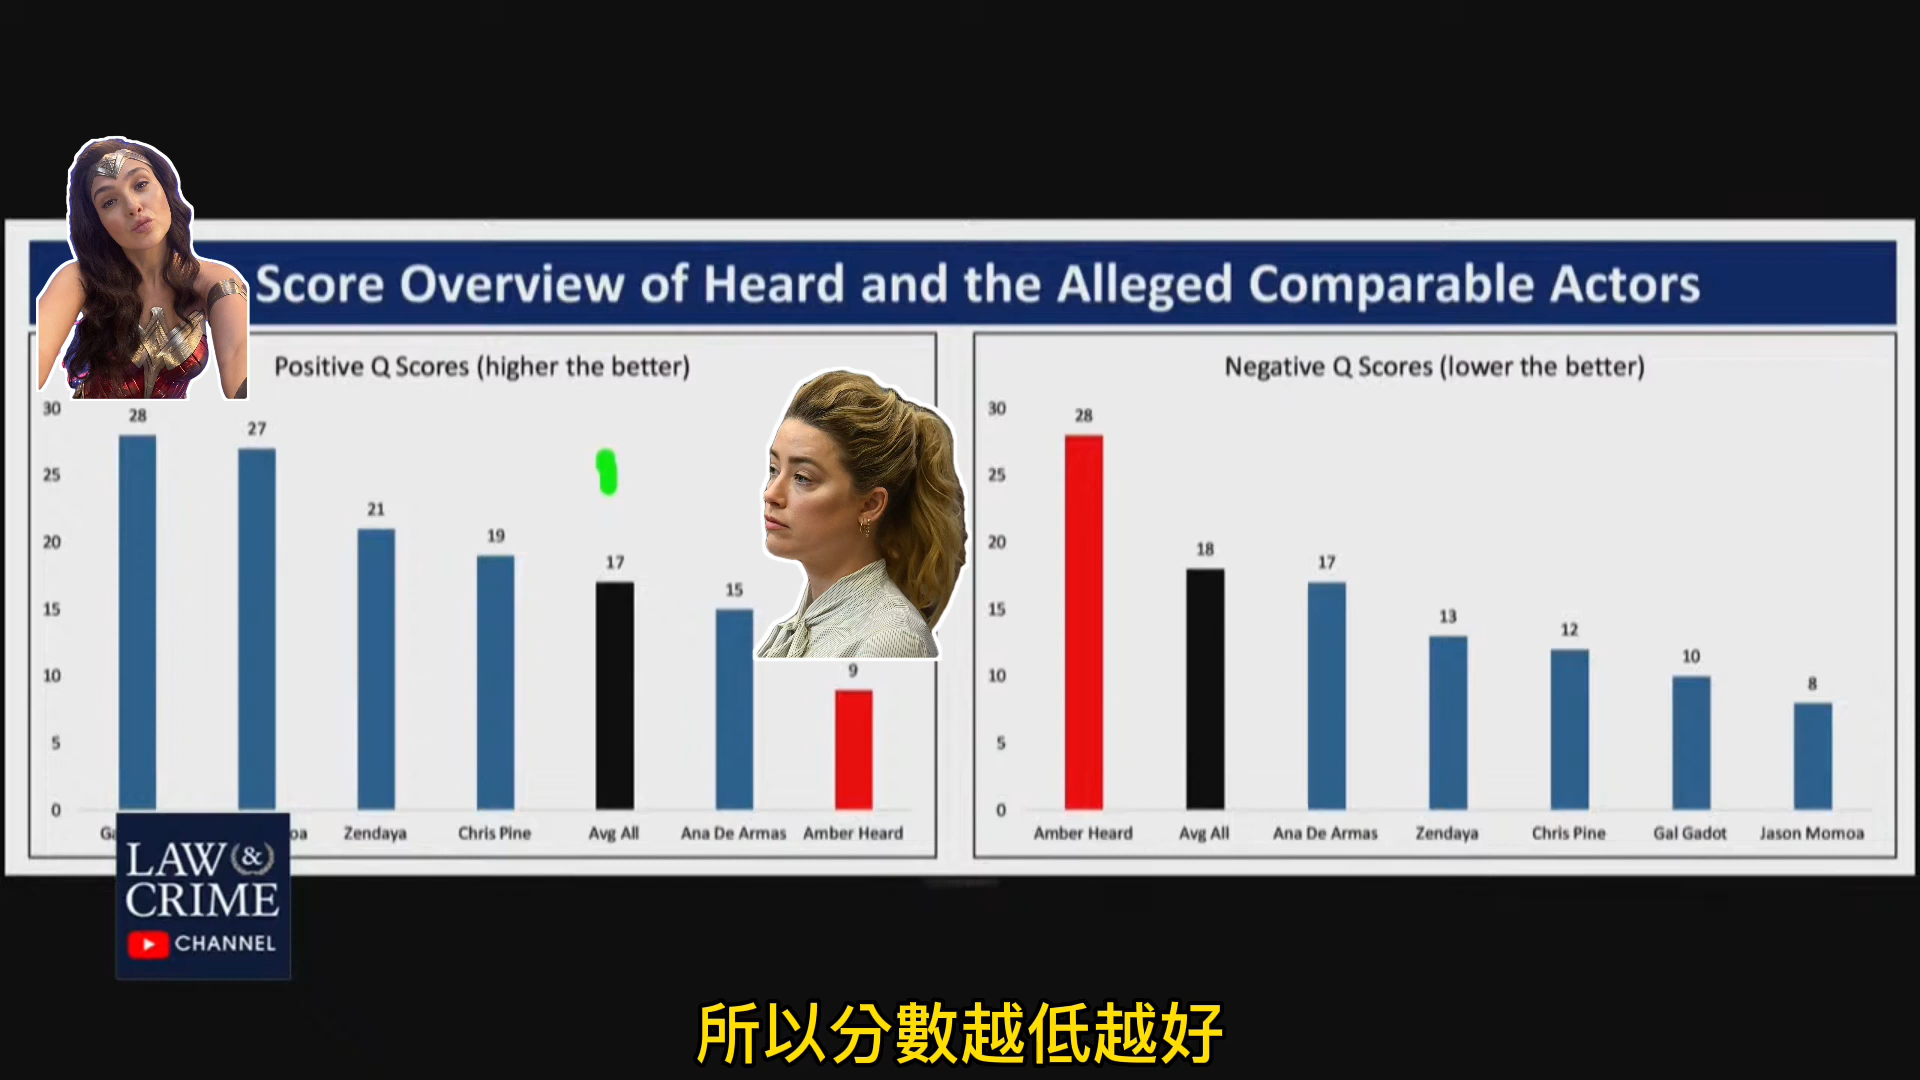 Score Overview of Heard and the Alleged Comparable Actors
Positive Q Scores (higher the better)
30
25
20
15
10
5
0
28
27
21
19
17
15
9
Zendaya
Chris Pine
Avg All
Ana De Armas
Amber Heard
Negative Q Scores (lower the better)
30
25
20
15
10
5
0
28
18
17
13
12
10
8
Amber Heard
Avg All
Ana De Armas
Zendaya
Chris Pine
Gal Gadot
Jason Momoa
LAW &
CRIME
CHANNEL
所以分數越低越好